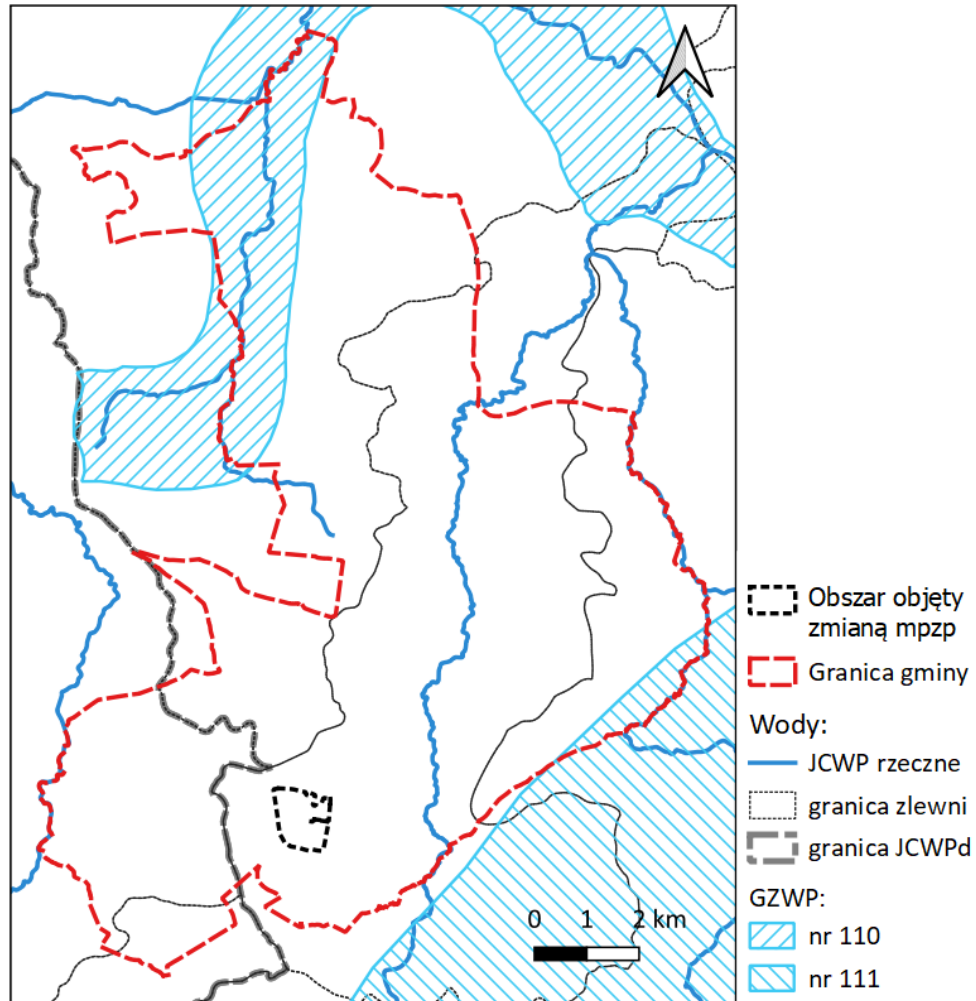 Obszar objęty
zmianą mpzp
Granica gminy
Wody:
JCWP rzeczne
granica zlewni
granica JCWPd
GZWP:
nr 110
nr 111
0 1 2 km